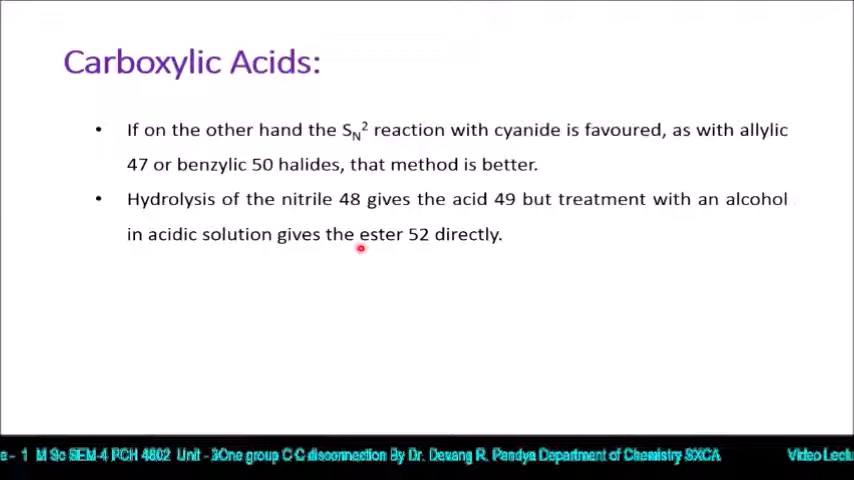 Carboxylic Acids:
• If on the other hand the SN2 reaction with cyanide is favoured, as with allylic
47 or benzylic 50 halides, that method is better.
• Hydrolysis of the nitrile 48 gives the acid 49 but treatment with an alcohol
in acidic solution gives the ester 52 directly.
e - 1 M Sc SEM-4 PCH 4802 Unit - 3One group C-C disconnection By Dr. Devang R. Pandya Department of Chemistry SXCA Video Lectu